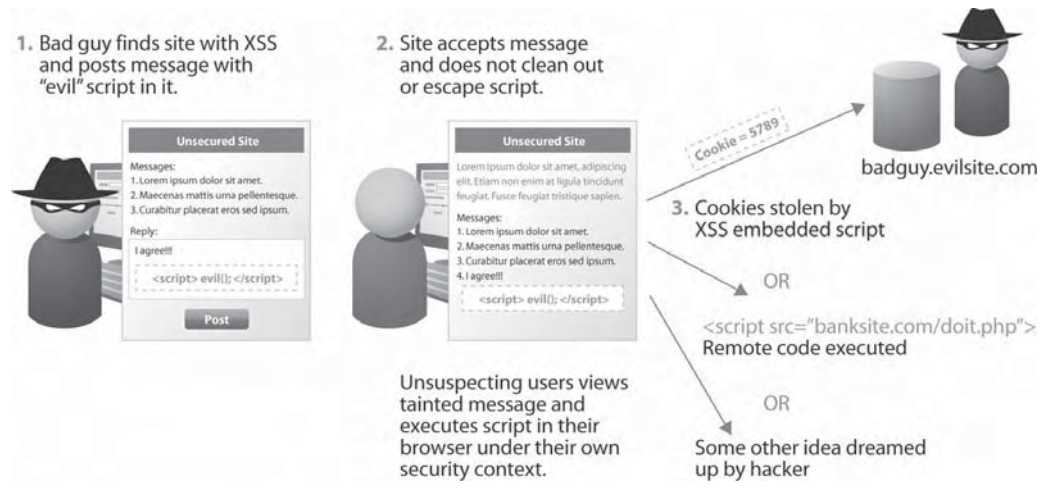 1. Bad guy finds site with XSS
and posts message with
"evil" script in it.
Unsecured Site
Messages:
1. Lorem ipsum dolor sit amet.
2. Maecenas mattis urna pellentesque.
3. Curabitur placerat eros sed ipsum.
Reply:
I agree!!!
<script> evil(); </script>
Post
2. Site accepts message
and does not clean out
or escape script.
Unsecured Site
Lorem ipsum dolor sit amet, adipiscing
elit. Etiam non enim at ligula tincidunt
feugiat. Fusce feugiat tristique sapien.
Messages:
1. Lorem ipsum dolor sit amet.
2. Maecenas mattis urna pellentesque.
3. Curabitur placerat eros sed ipsum.
4. I agree!!!
<script> evil(); </script>
Unsuspecting users views
tainted message and
executes script in their
browser under their own
security context.
Cookie = 5789
badguy.evilsite.com
3. Cookies stolen by
XSS embedded script
OR
<script src="banksite.com/doit.php">
Remote code executed
OR
Some other idea dreamed
up by hacker